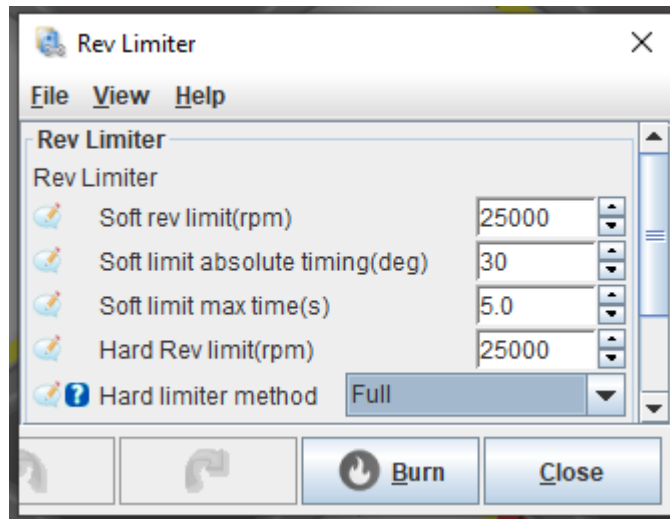 Rev Limiter
File View Help
Rev Limiter
Rev Limiter
Soft rev limit(rpm) 25000
Soft limit absolute timing(deg) 30
Soft limit max time(s) 5.0
Hard Rev limit(rpm) 25000
? Hard limiter method Full
Burn Close